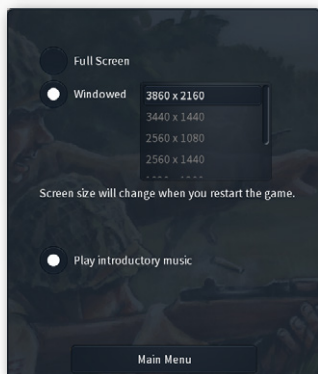 Full Screen
Windowed
3860 x 2160
3440 x 1440
2560 x 1080
2560 x 1440
Screen size will change when you restart the game.
Play introductory music
Main Menu